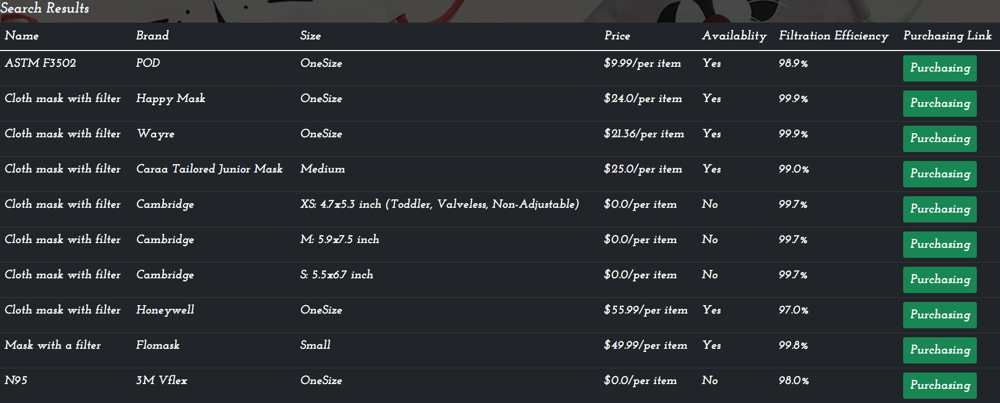 Search Results
Name Brand Size Price Availablity Filtration Efficiency Purchasing Link
ASTM F3502 POD OneSize $9.99/per item Yes 98.9% Purchasing
Cloth mask with filter Happy Mask OneSize $24.0/per item Yes 99.9% Purchasing
Cloth mask with filter Wayre OneSize $21.36/per item Yes 99.9% Purchasing
Cloth mask with filter Caraa Tailored Junior Mask Medium $25.0/per item Yes 99.0% Purchasing
Cloth mask with filter Cambridge XS: 4.7x5.3 inch (Toddler, Valveless, Non-Adjustable) $0.0/per item No 99.7% Purchasing
Cloth mask with filter Cambridge M: 5.9x7.5 inch $0.0/per item No 99.7% Purchasing
Cloth mask with filter Cambridge S: 5.5x6.7 inch $0.0/per item No 99.7% Purchasing
Cloth mask with filter Honeywell OneSize $55.99/per item Yes 97.0% Purchasing
Mask with a filter Flomask Small $49.99/per item Yes 99.8% Purchasing
N95 3M Vflex OneSize $0.0/per item No 98.0% Purchasing